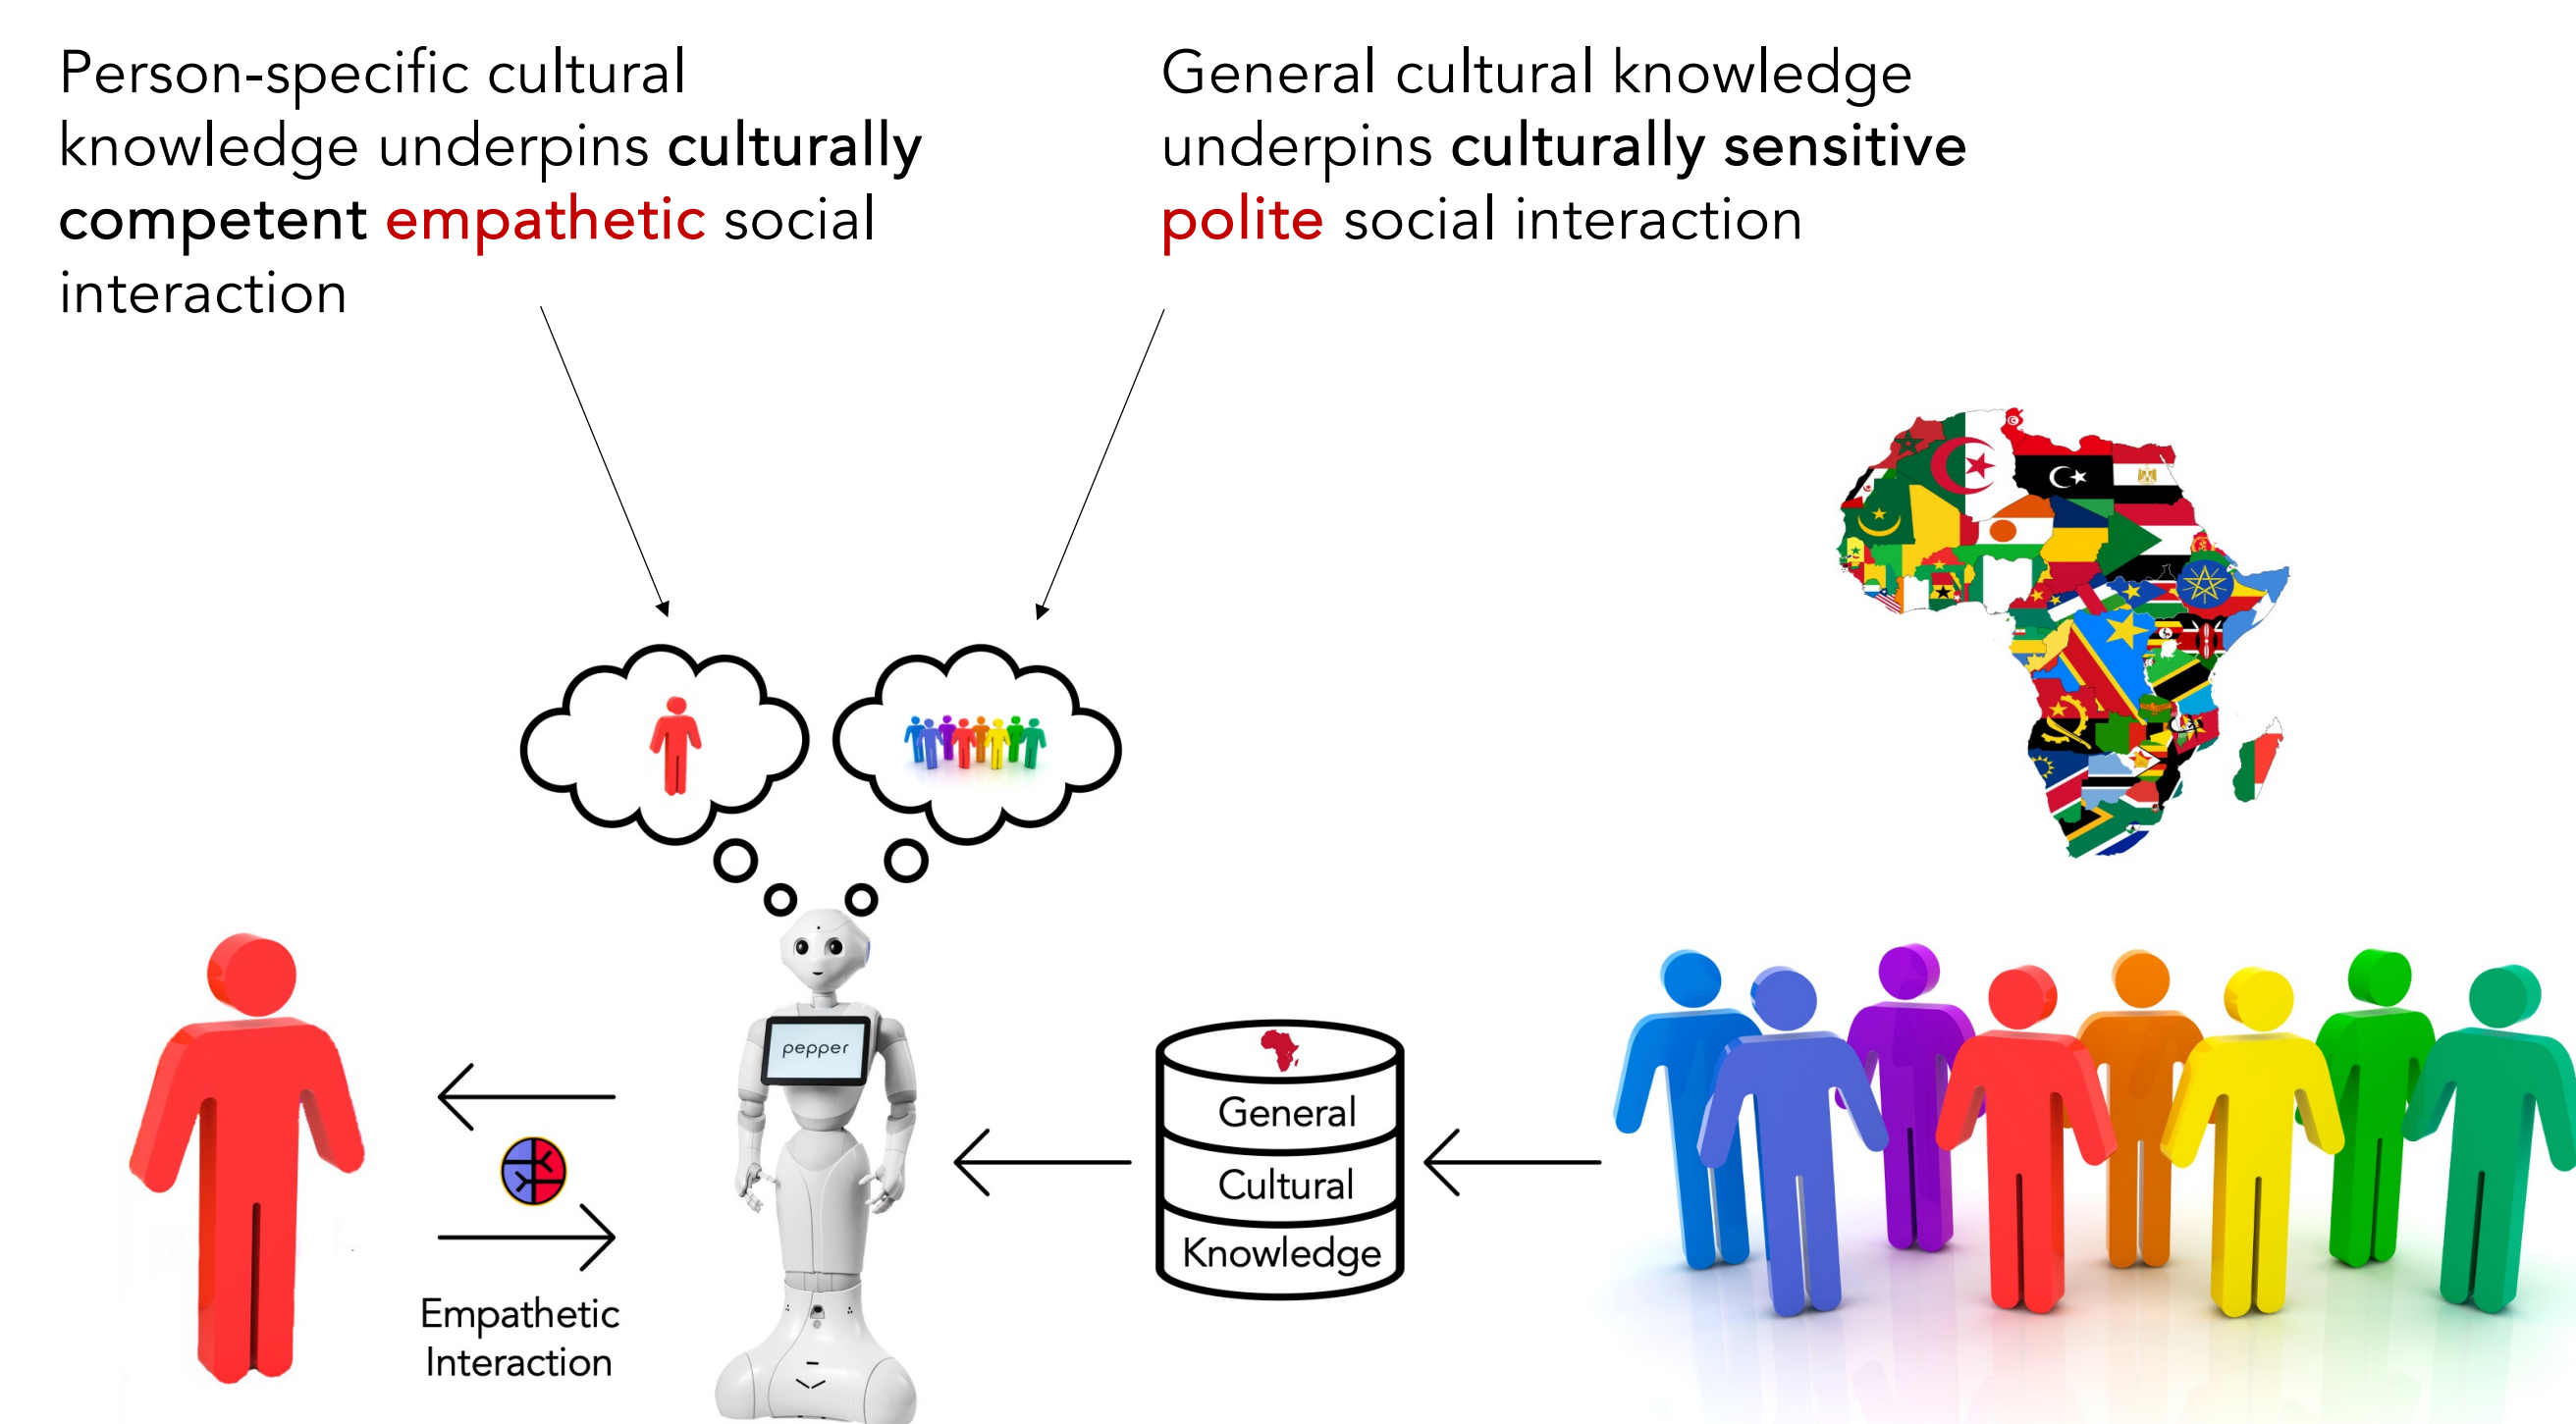 Person-specific cultural
knowledge underpins culturally
competent empathetic social
interaction
General cultural knowledge
underpins culturally sensitive
polite social interaction
pepper
General
Cultural
Knowledge
Empathetic
Interaction